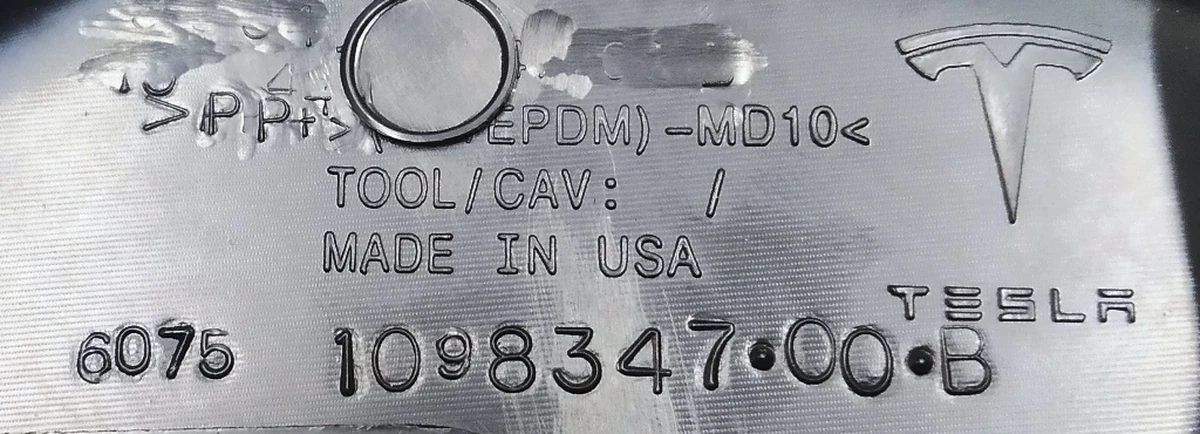 >PP+ EPDM)-MD10<
TOOL/CAV: /
MADE IN USA
TESLA
6075 1098347•00•B